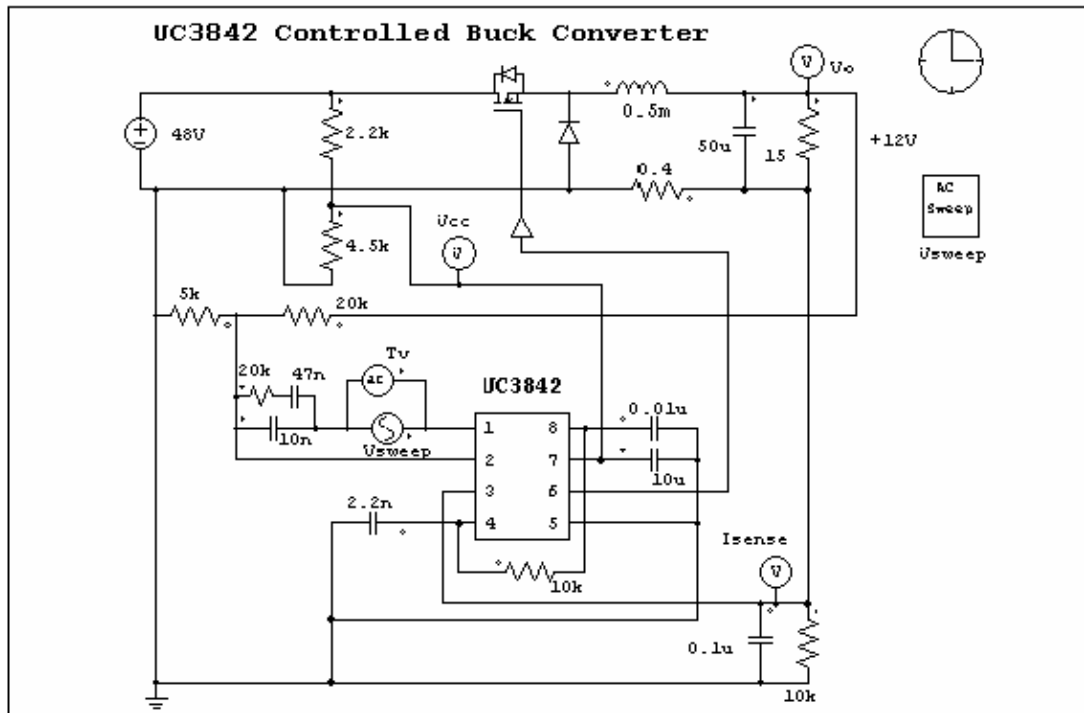 UC3842 Controlled Buck Converter
V
Vo
48V
2.2k
0.5m
50u
15
+12V
0.4
AC
Sweep
Vsweep
Vcc
V
4.5k
5k
20k
Tv
20k
47n
ac
UC3842
10n
Vsweep
1
8
0.01u
2
7
10u
3
6
2.2n
4
5
Isense
V
10k
0.1u
10k